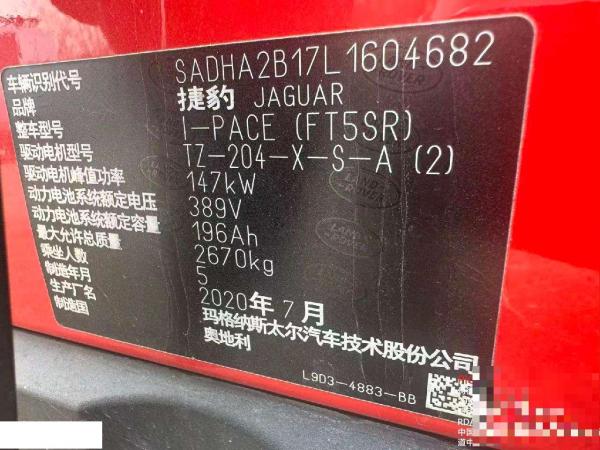 车辆识别代号 SADHA2B17L1604682
品牌 捷豹 JAGUAR
整车型号 I-PACE (FT5SR)
驱动电机型号 TZ-204-X-S-A (2)
驱动电机峰值功率 147kW
动力电池系统额定电压 389V
动力电池系统额定容量 196Ah
最大允许总质量 2670kg
乘坐人数 5
制造年月 2020年7月
生产厂名 玛格纳斯太尔汽车技术股份公司
制造国 奥地利
L9D3-4883-BB